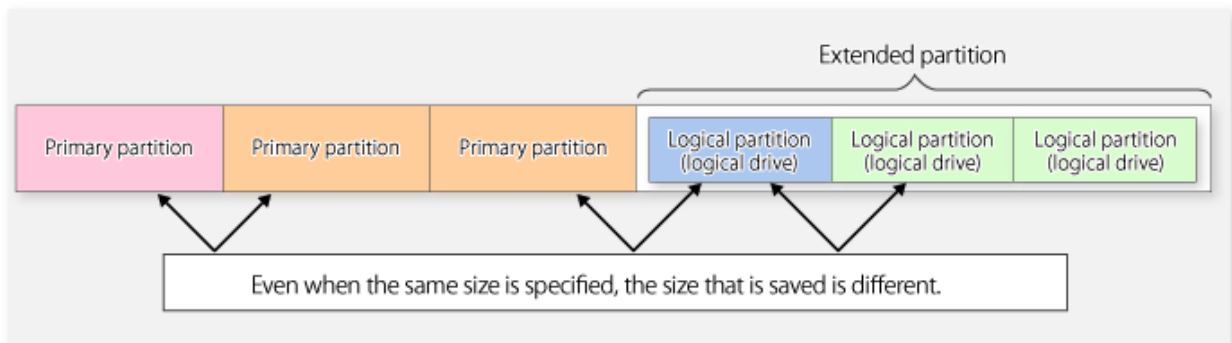 Extended partition
Primary partition
Primary partition
Primary partition
Logical partition
(logical drive)
Logical partition
(logical drive)
Logical partition
(logical drive)
Even when the same size is specified, the size that is saved is different.